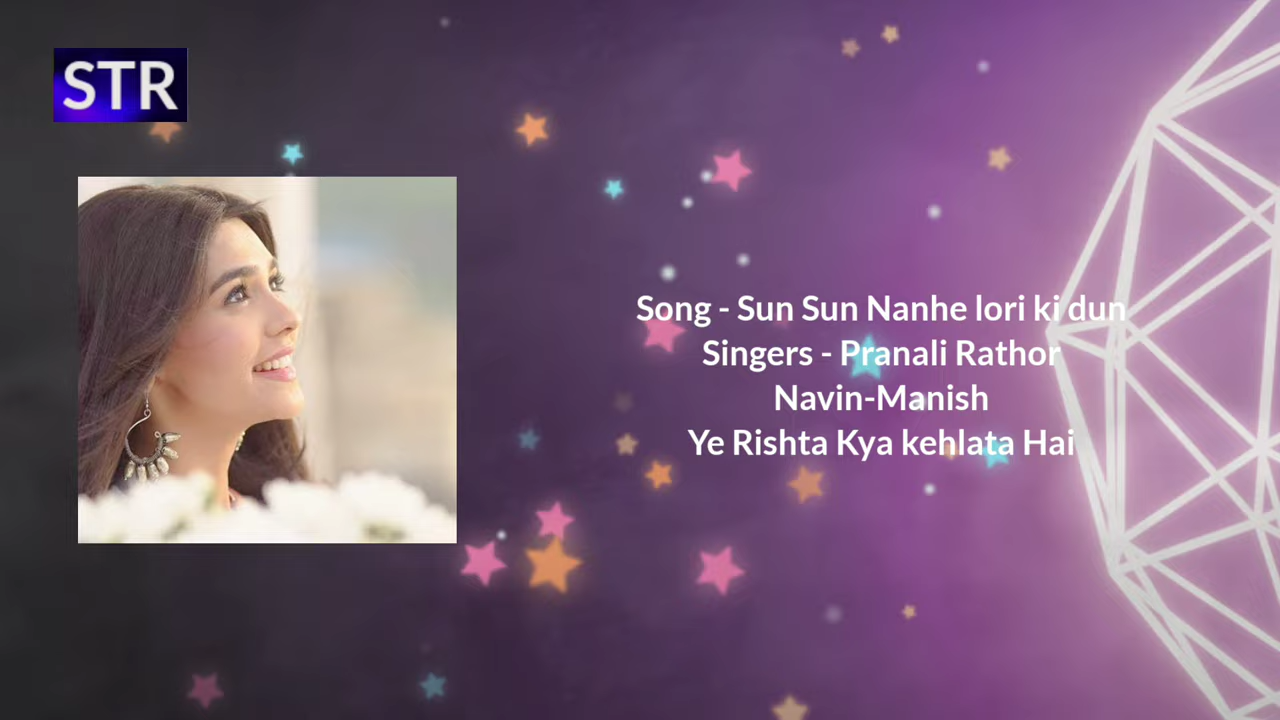 STR
Song - Sun Sun Nanhe lori ki dun
Singers - Pranali Rathor
Navin-Manish
Ye Rishta Kya kehlata Hai